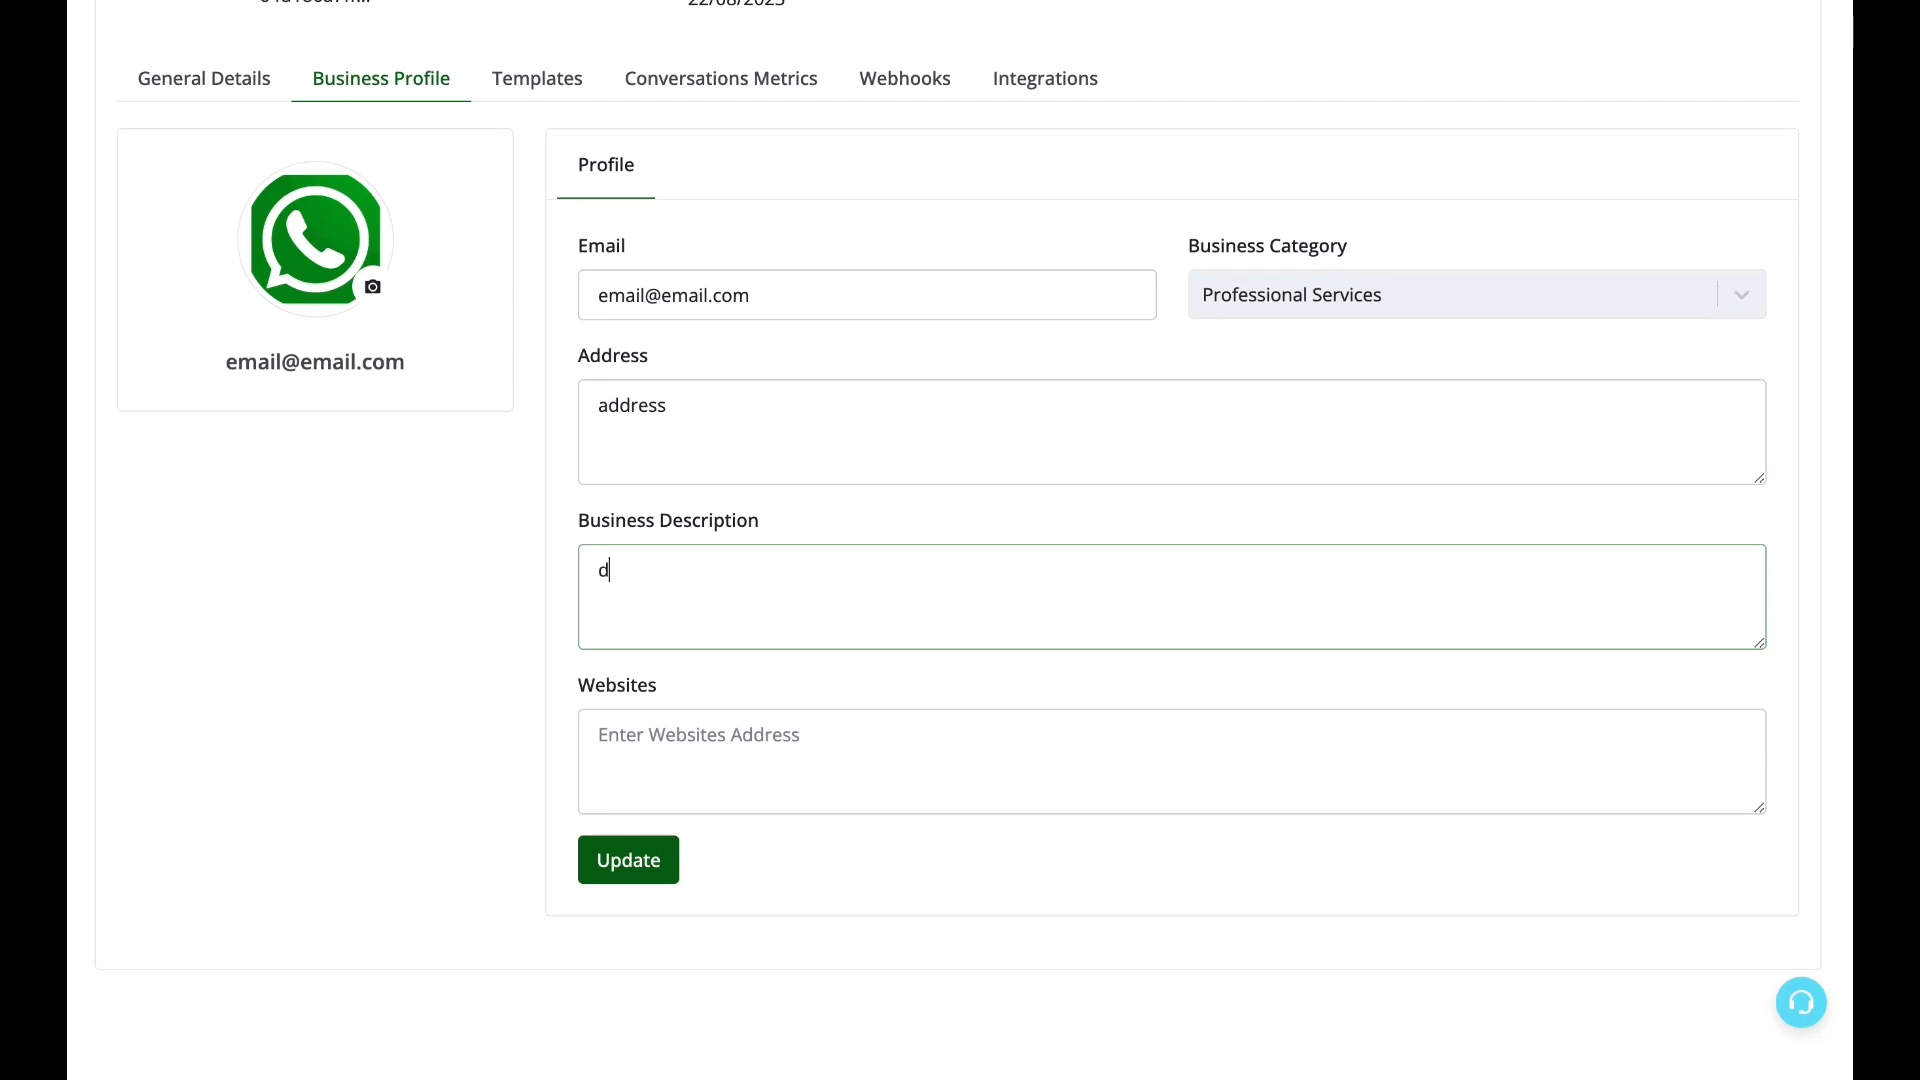 General Details Business Profile Templates Conversations Metrics Webhooks Integrations
email@email.com
Profile
Email
email@email.com
Business Category
Professional Services
Address
address
Business Description
d
Websites
Enter Websites Address
Update